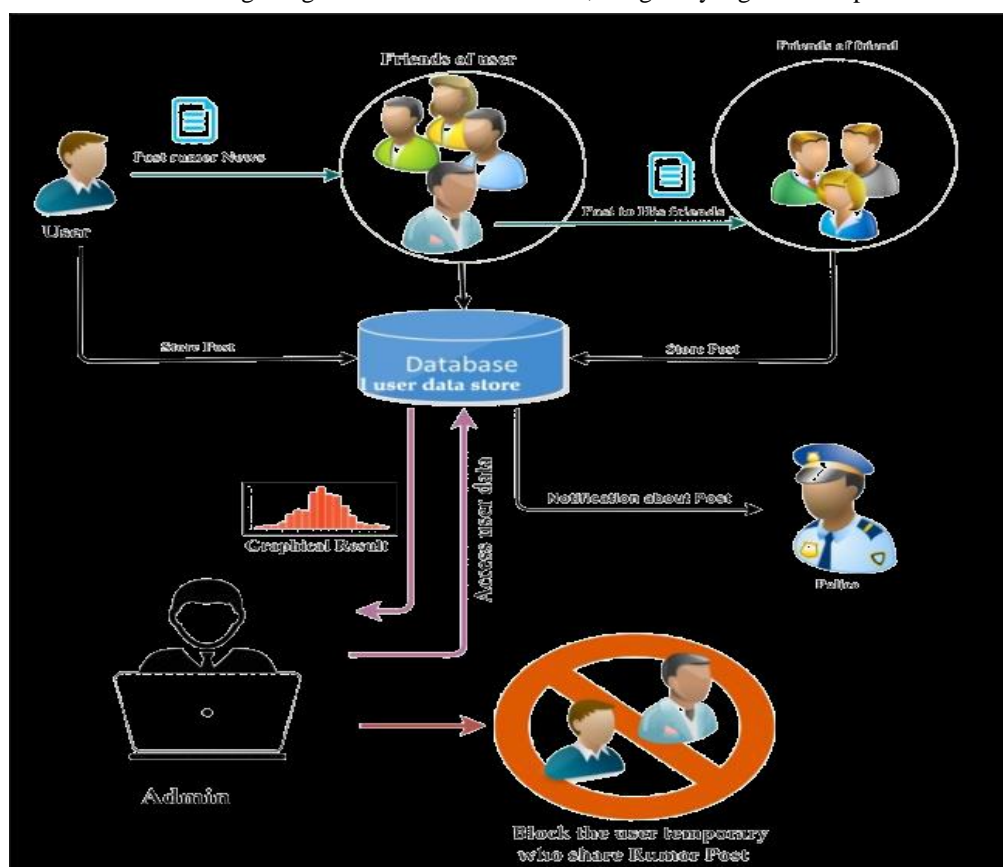 Friends of user
Friends of friend
Post rumer News
Post to His friends
User
Store Post
Store Post
Database
l user data store
Access user data
Notification about Post
Graphical Result
Police
Admin
Block the user temporary
who share Rumor Post